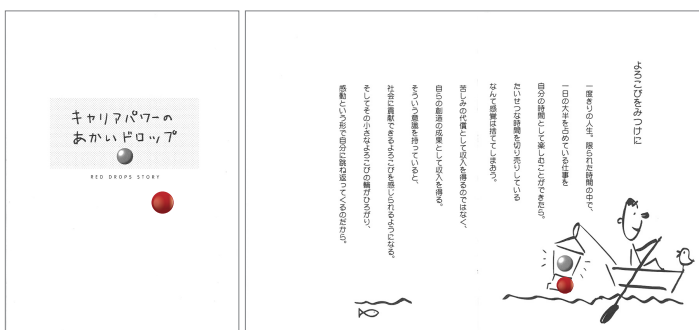 キャリアパワーの
あかいドロップ
RED DROPS STORY
よろこびをみつけに
一度きりの人生。限られた時間の中で、
一日の大半を占めている仕事を
自分の時間として楽しむことができたら。
たいせつな時間を切り売りしている
なんて感覚は捨ててしまおう。
苦しみの代償として収入を得るのではなく、
自らの創造の成果として収入を得る。
そういう意識を持っていると、
社会に貢献できるよろこびを感じられるようになる。
そしてその小さなよろこびの輪がひろがり、
感動という形で自分に跳ね返ってくるのだから。